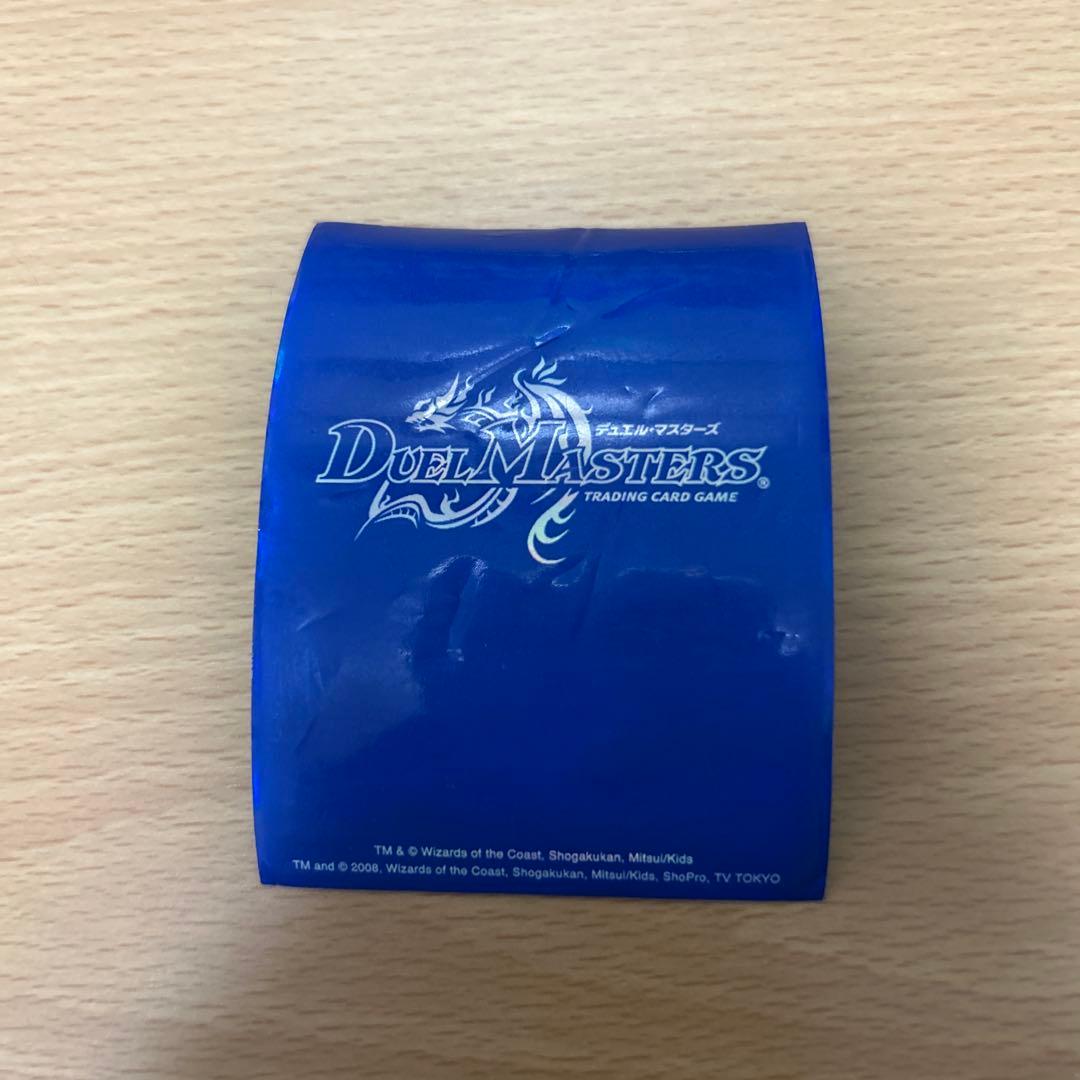 デュエル・マスターズ
DUEL MASTERS®
TRADING CARD GAME
TM & © Wizards of the Coast, Shogakukan, Mitsui/Kids
TM and © 2008, Wizards of the Coast, Shogakukan, Mitsui/Kids, ShoPro, TV TOKYO